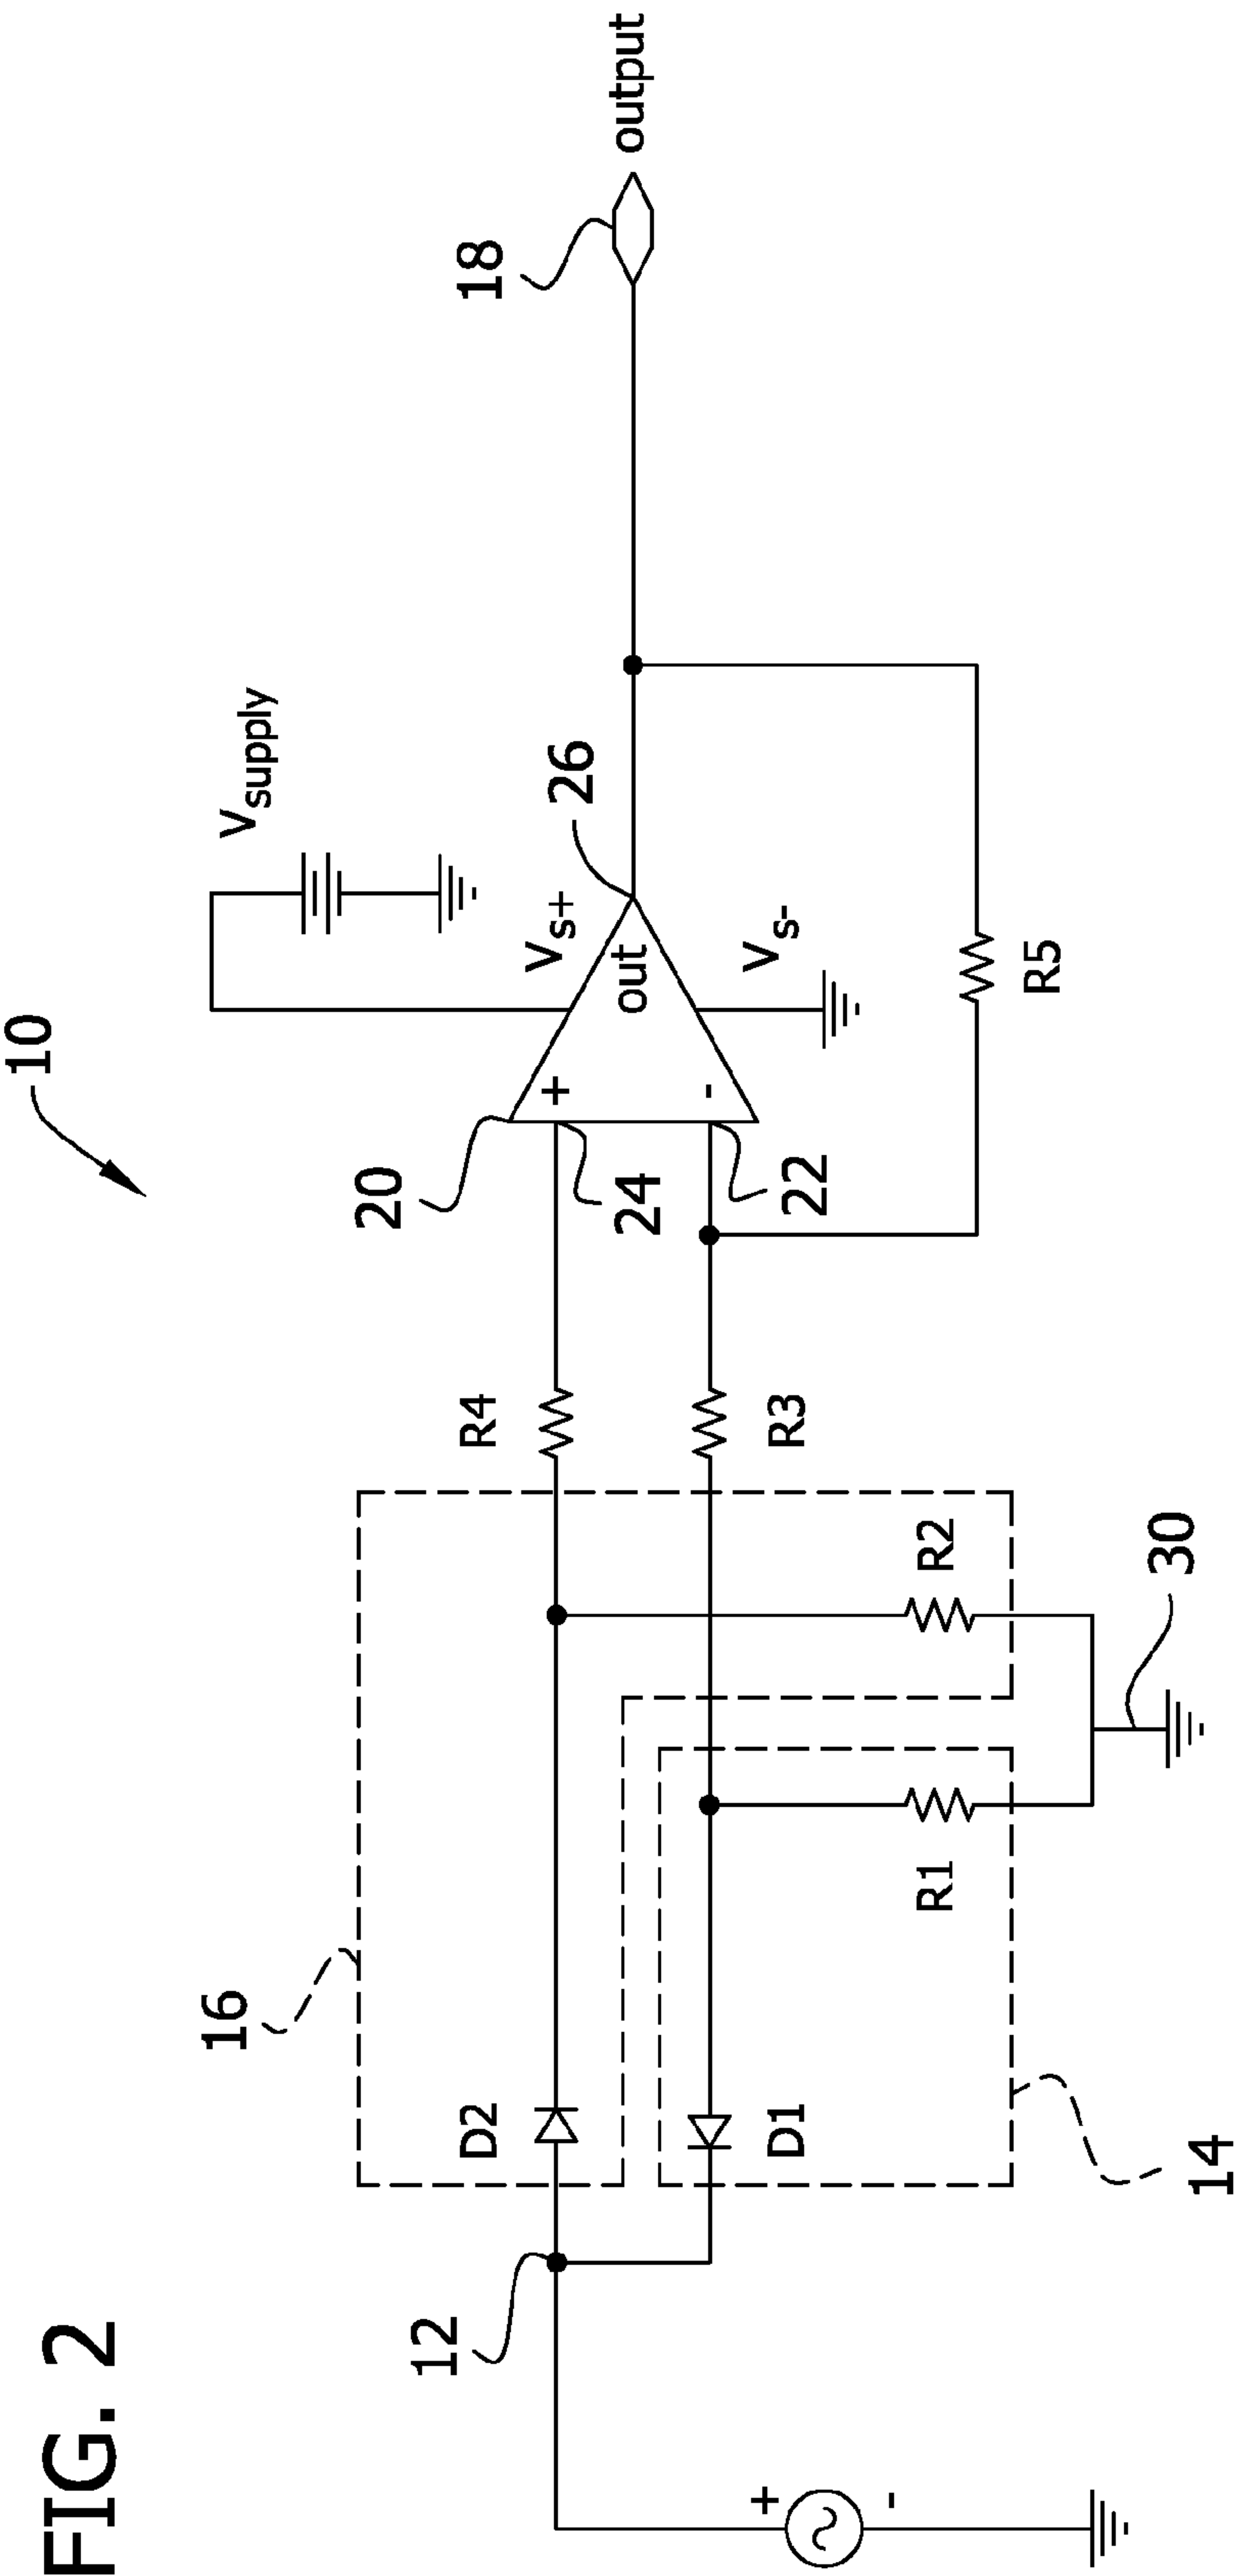 FIG. 2
10
12
16
14
D2
D1
R1
R2
30
R4
R3
20
24
22
+
-
out
Vs+
Vs-
Vsupply
26
R5
18
output
+
-